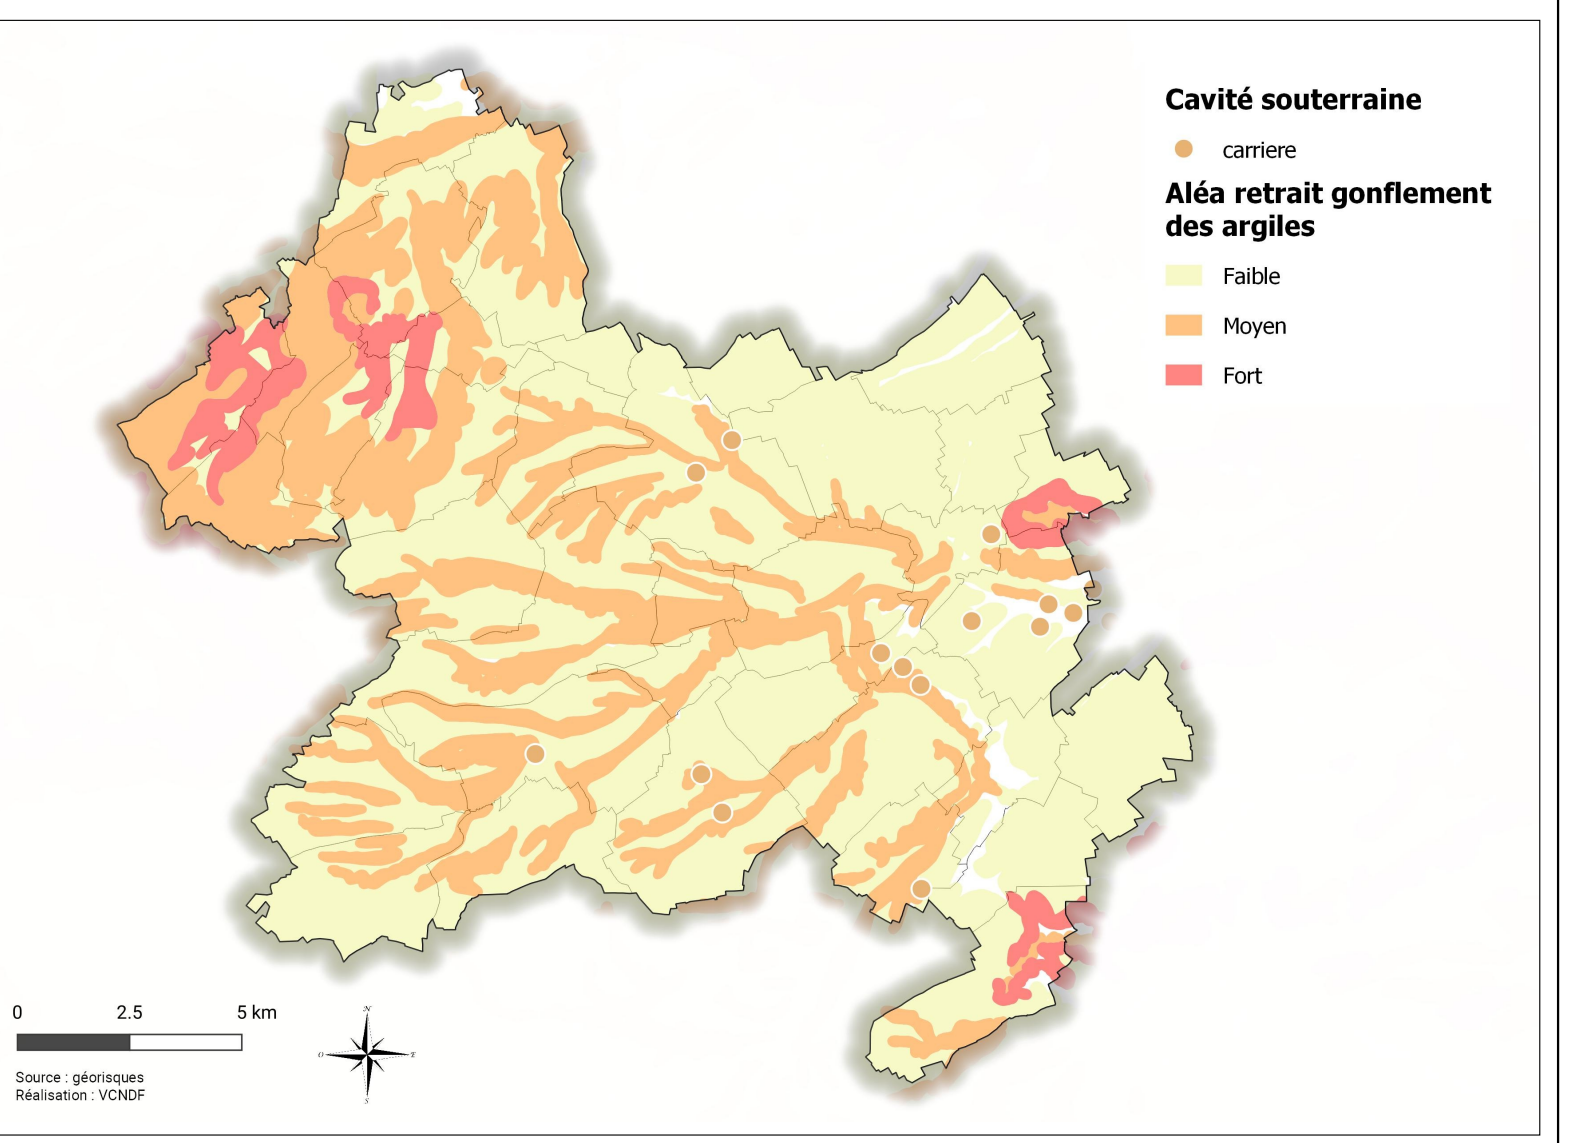 Cavité souterraine
carriere
Aléa retrait gonflement
des argiles
Faible
Moyen
Fort
0 2.5 5 km
Source : géorisques
Réalisation : VCNDF
N
O E
S